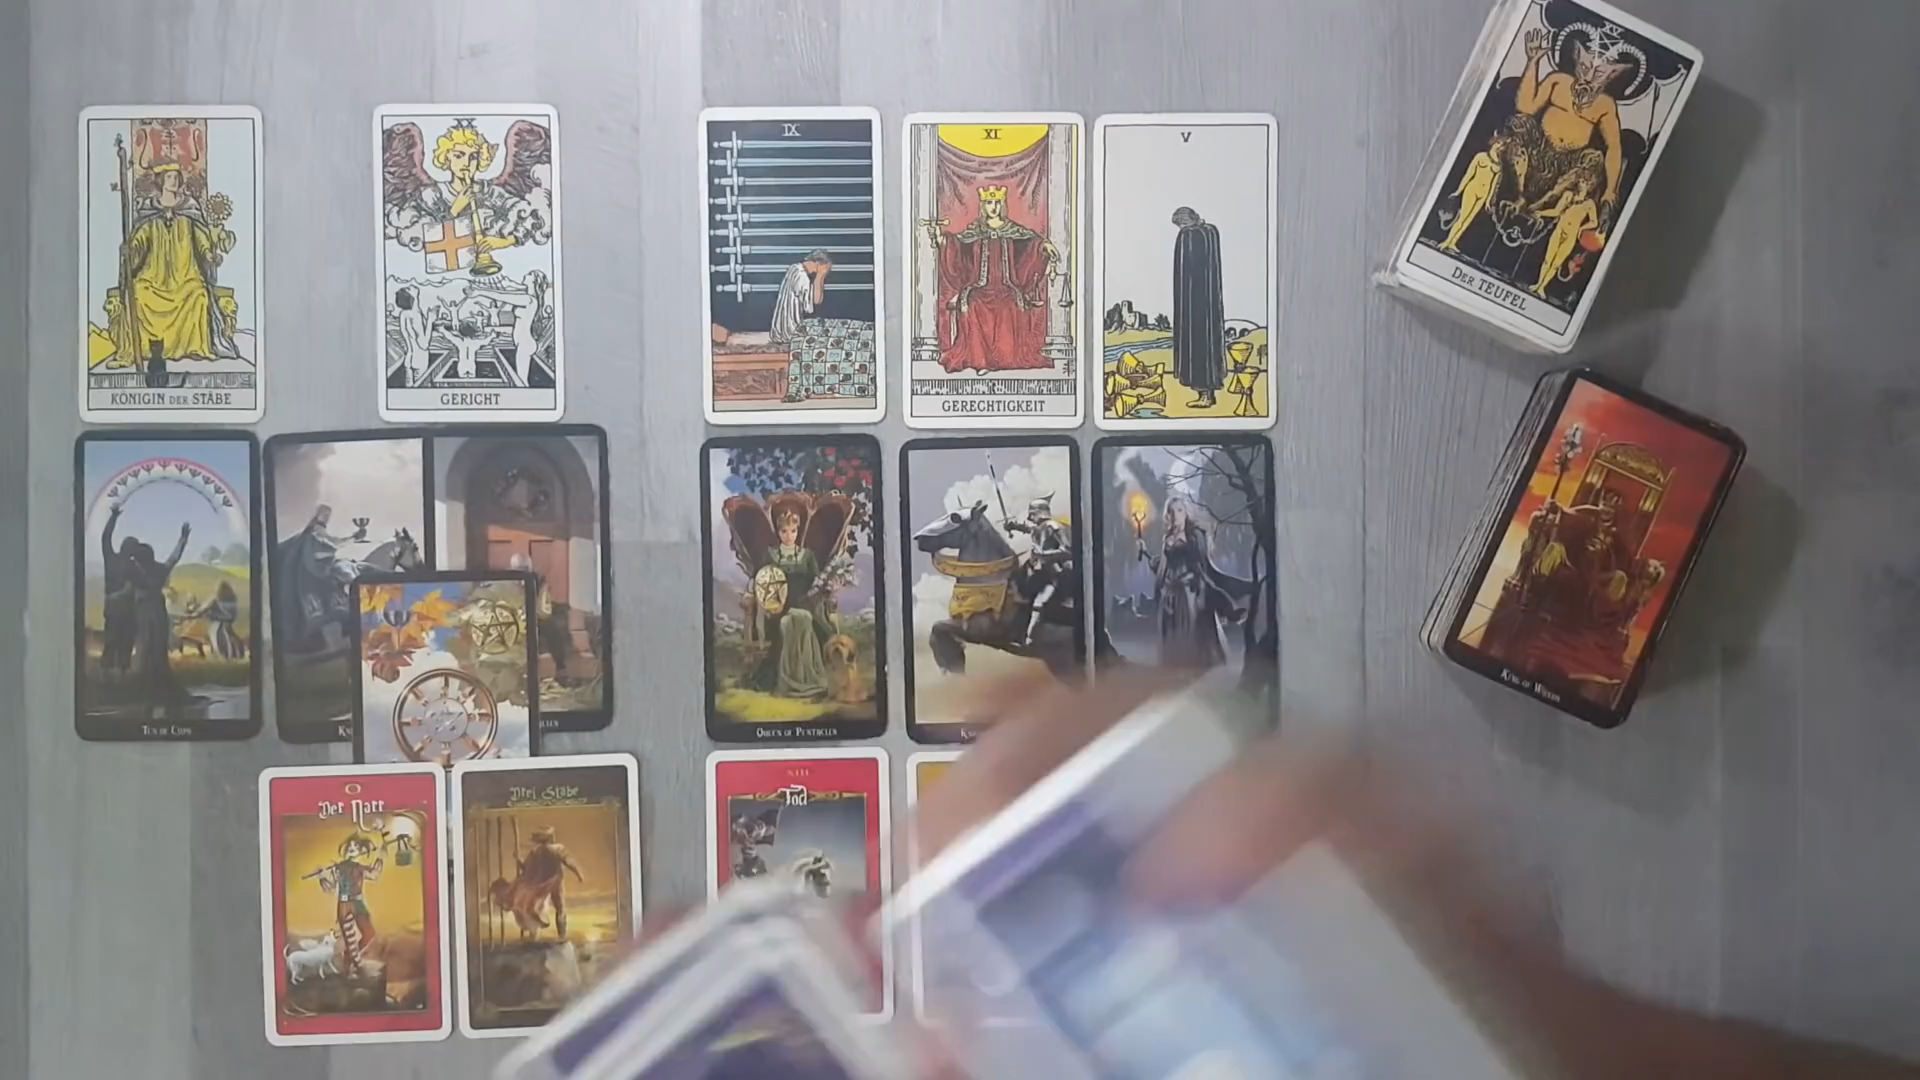 XV
DER TEUFEL
KÖNIGIN DER STÄBE
XX
GERICHT
IX
XI
GERECHTIGKEIT
V
KING OF WANDS
TEN OF CUPS
QUEEN OF PENTACLES
0
Der Narr
Drei Stäbe
XIII
Tod